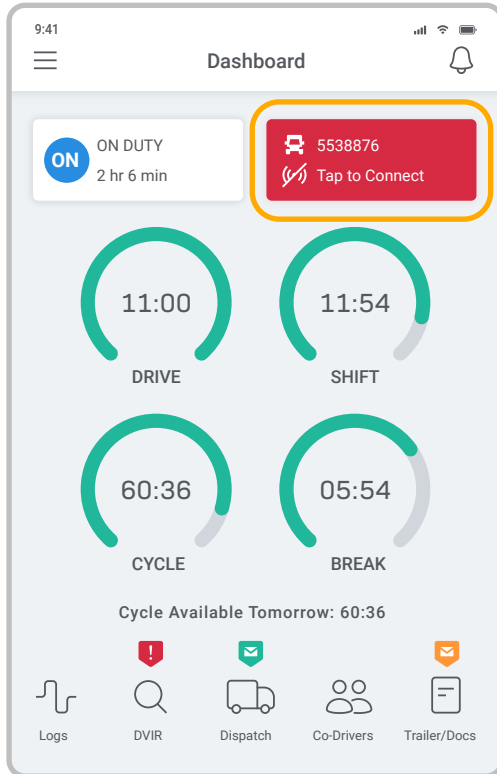 9:41
Dashboard
ON
ON DUTY
2 hr 6 min
5538876
Tap to Connect
11:00
DRIVE
11:54
SHIFT
60:36
CYCLE
05:54
BREAK
Cycle Available Tomorrow: 60:36
!
Logs
DVIR
Dispatch
Co-Drivers
Trailer/Docs